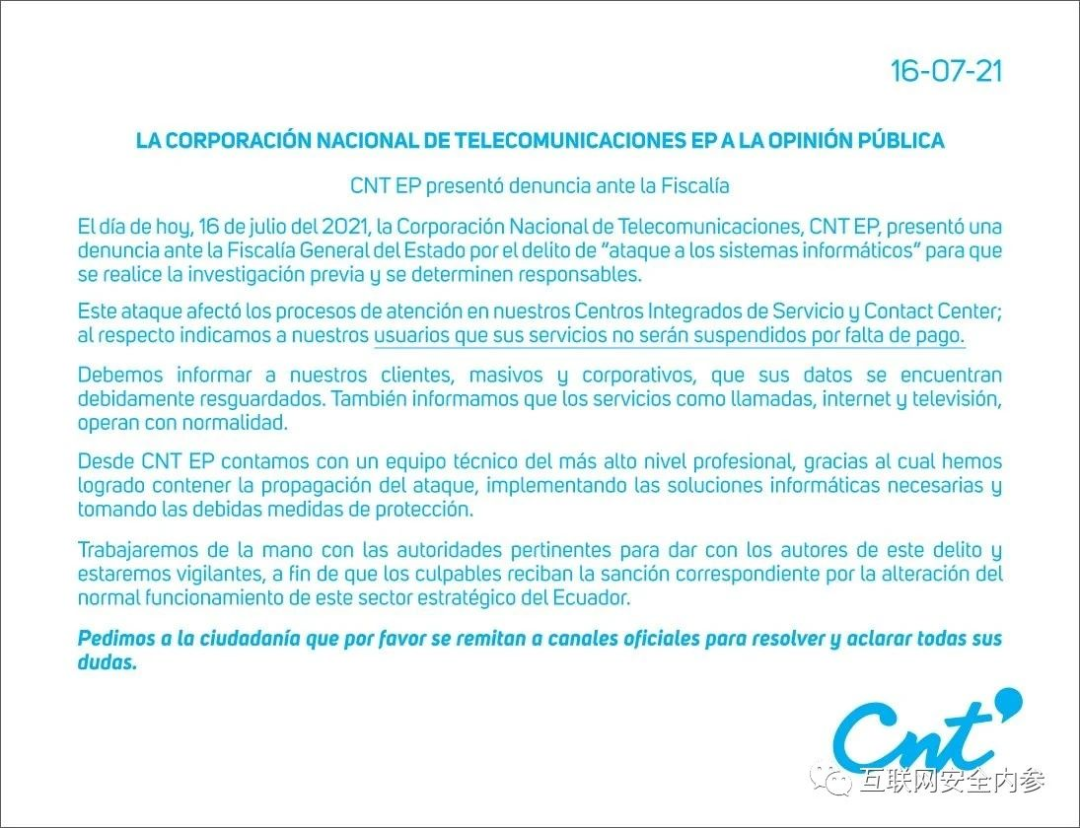 16-07-21
LA CORPORACIÓN NACIONAL DE TELECOMUNICACIONES EP A LA OPINIÓN PÚBLICA
CNT EP presentó denuncia ante la Fiscalía
El día de hoy, 16 de julio del 2021, la Corporación Nacional de Telecomunicaciones, CNT EP, presentó una
denuncia ante la Fiscalía General del Estado por el delito de “ataque a los sistemas informáticos” para que
se realice la investigación previa y se determinen responsables.
Este ataque afectó los procesos de atención en nuestros Centros Integrados de Servicio y Contact Center;
al respecto indicamos a nuestros usuarios que sus servicios no serán suspendidos por falta de pago.
Debemos informar a nuestros clientes, masivos y corporativos, que sus datos se encuentran
debidamente resguardados. También informamos que los servicios como llamadas, internet y televisión,
operan con normalidad.
Desde CNT EP contamos con un equipo técnico del más alto nivel profesional, gracias al cual hemos
logrado contener la propagación del ataque, implementando las soluciones informáticas necesarias y
tomando las debidas medidas de protección.
Trabajaremos de la mano con las autoridades pertinentes para dar con los autores de este delito y
estaremos vigilantes, a fin de que los culpables reciban la sanción correspondiente por la alteración del
normal funcionamiento de este sector estratégico del Ecuador.
Pedimos a la ciudadanía que por favor se remitan a canales oficiales para resolver y aclarar todas sus
dudas.
Cnt
互联网安全内参